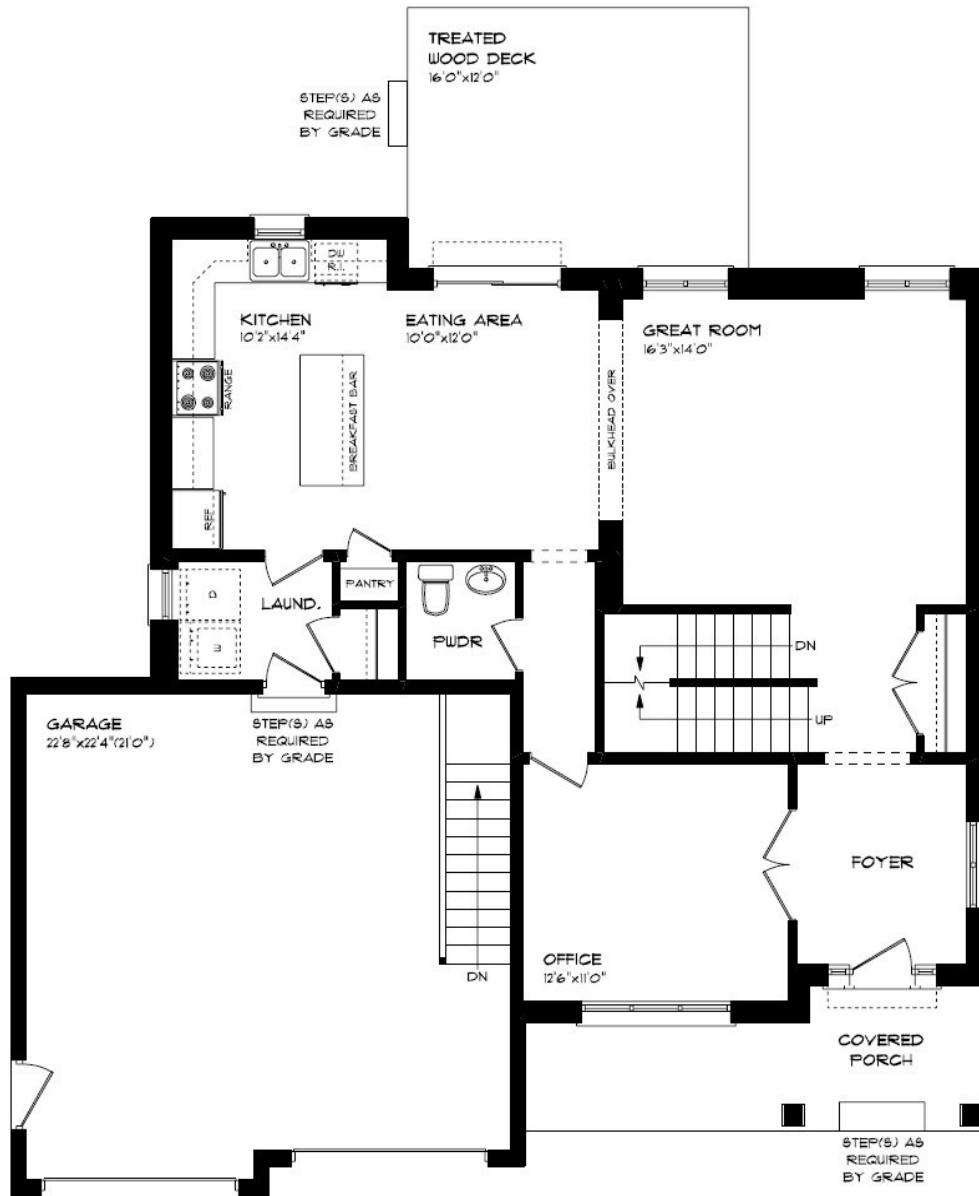 TREATED
WOOD DECK
16'0"x12'0"
STEP(S) AS
REQUIRED
BY GRADE
DW
R.I.
KITCHEN
10'2"x14'4"
EATING AREA
10'0"x12'0"
GREAT ROOM
16'3"x14'0"
RANGE
BREAKFAST BAR
BULKHEAD OVER
REF.
PANTRY
D
LAUND.
W
PWDR
DN
UP
GARAGE
22'8"x22'4"(21'0")
STEP(S) AS
REQUIRED
BY GRADE
FOYER
OFFICE
12'6"x11'0"
DN
COVERED
PORCH
STEP(S) AS
REQUIRED
BY GRADE